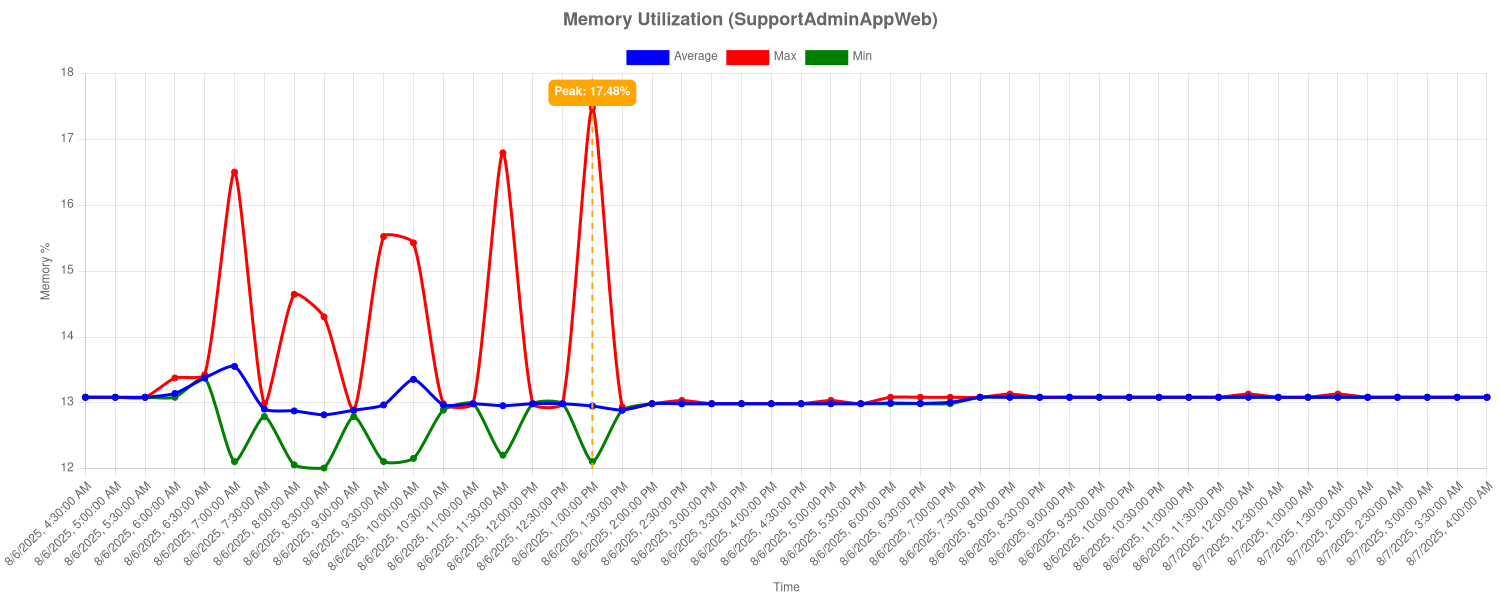 Memory Utilization (SupportAdminAppWeb)
Average Max Min
Peak: 17.48%
Memory %
18
17
16
15
14
13
12
8/6/2025, 4:30:00 AM
8/6/2025, 5:00:00 AM
8/6/2025, 5:30:00 AM
8/6/2025, 6:00:00 AM
8/6/2025, 6:30:00 AM
8/6/2025, 7:00:00 AM
8/6/2025, 7:30:00 AM
8/6/2025, 8:00:00 AM
8/6/2025, 8:30:00 AM
8/6/2025, 9:00:00 AM
8/6/2025, 9:30:00 AM
8/6/2025, 10:00:00 AM
8/6/2025, 10:30:00 AM
8/6/2025, 11:00:00 AM
8/6/2025, 11:30:00 AM
8/6/2025, 12:00:00 PM
8/6/2025, 12:30:00 PM
8/6/2025, 1:00:00 PM
8/6/2025, 1:30:00 PM
8/6/2025, 2:00:00 PM
8/6/2025, 2:30:00 PM
8/6/2025, 3:00:00 PM
8/6/2025, 3:30:00 PM
8/6/2025, 4:00:00 PM
8/6/2025, 4:30:00 PM
8/6/2025, 5:00:00 PM
8/6/2025, 5:30:00 PM
8/6/2025, 6:00:00 PM
8/6/2025, 6:30:00 PM
8/6/2025, 7:00:00 PM
8/6/2025, 7:30:00 PM
8/6/2025, 8:00:00 PM
8/6/2025, 8:30:00 PM
8/6/2025, 9:00:00 PM
8/6/2025, 9:30:00 PM
8/6/2025, 10:00:00 PM
8/6/2025, 10:30:00 PM
8/6/2025, 11:00:00 PM
8/6/2025, 11:30:00 PM
8/7/2025, 12:00:00 AM
8/7/2025, 12:30:00 AM
8/7/2025, 1:00:00 AM
8/7/2025, 1:30:00 AM
8/7/2025, 2:00:00 AM
8/7/2025, 2:30:00 AM
8/7/2025, 3:00:00 AM
8/7/2025, 3:30:00 AM
8/7/2025, 4:00:00 AM
Time